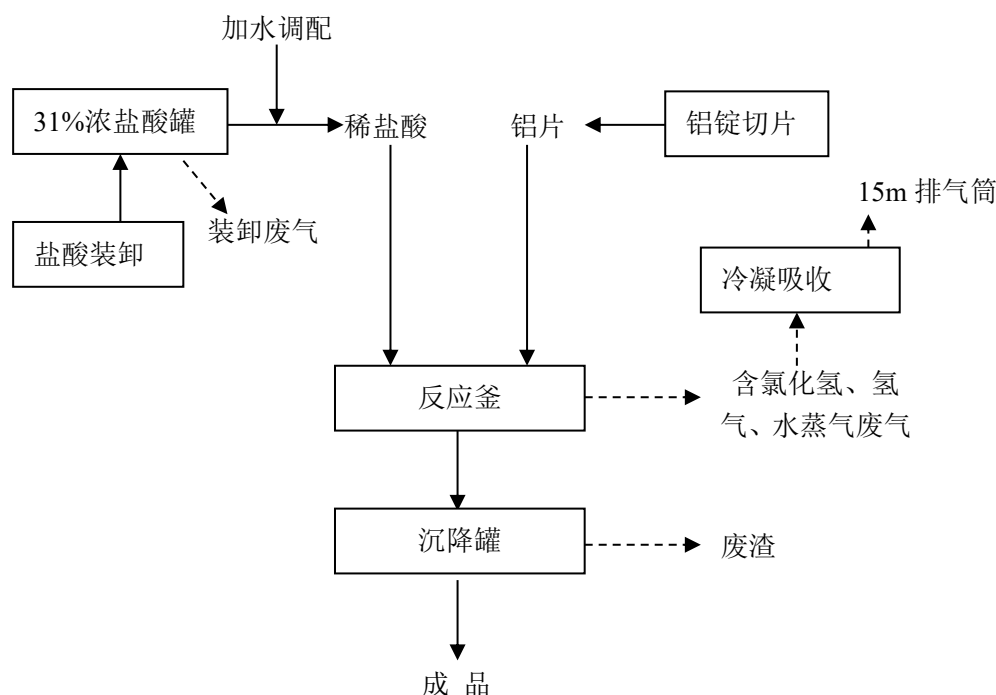 加水调配
31%浓盐酸罐
稀盐酸
铝片
铝锭切片
盐酸装卸
装卸废气
15m 排气筒
冷凝吸收
反应釜
含氯化氢、氢
气、水蒸气废气
沉降罐
废渣
成 品